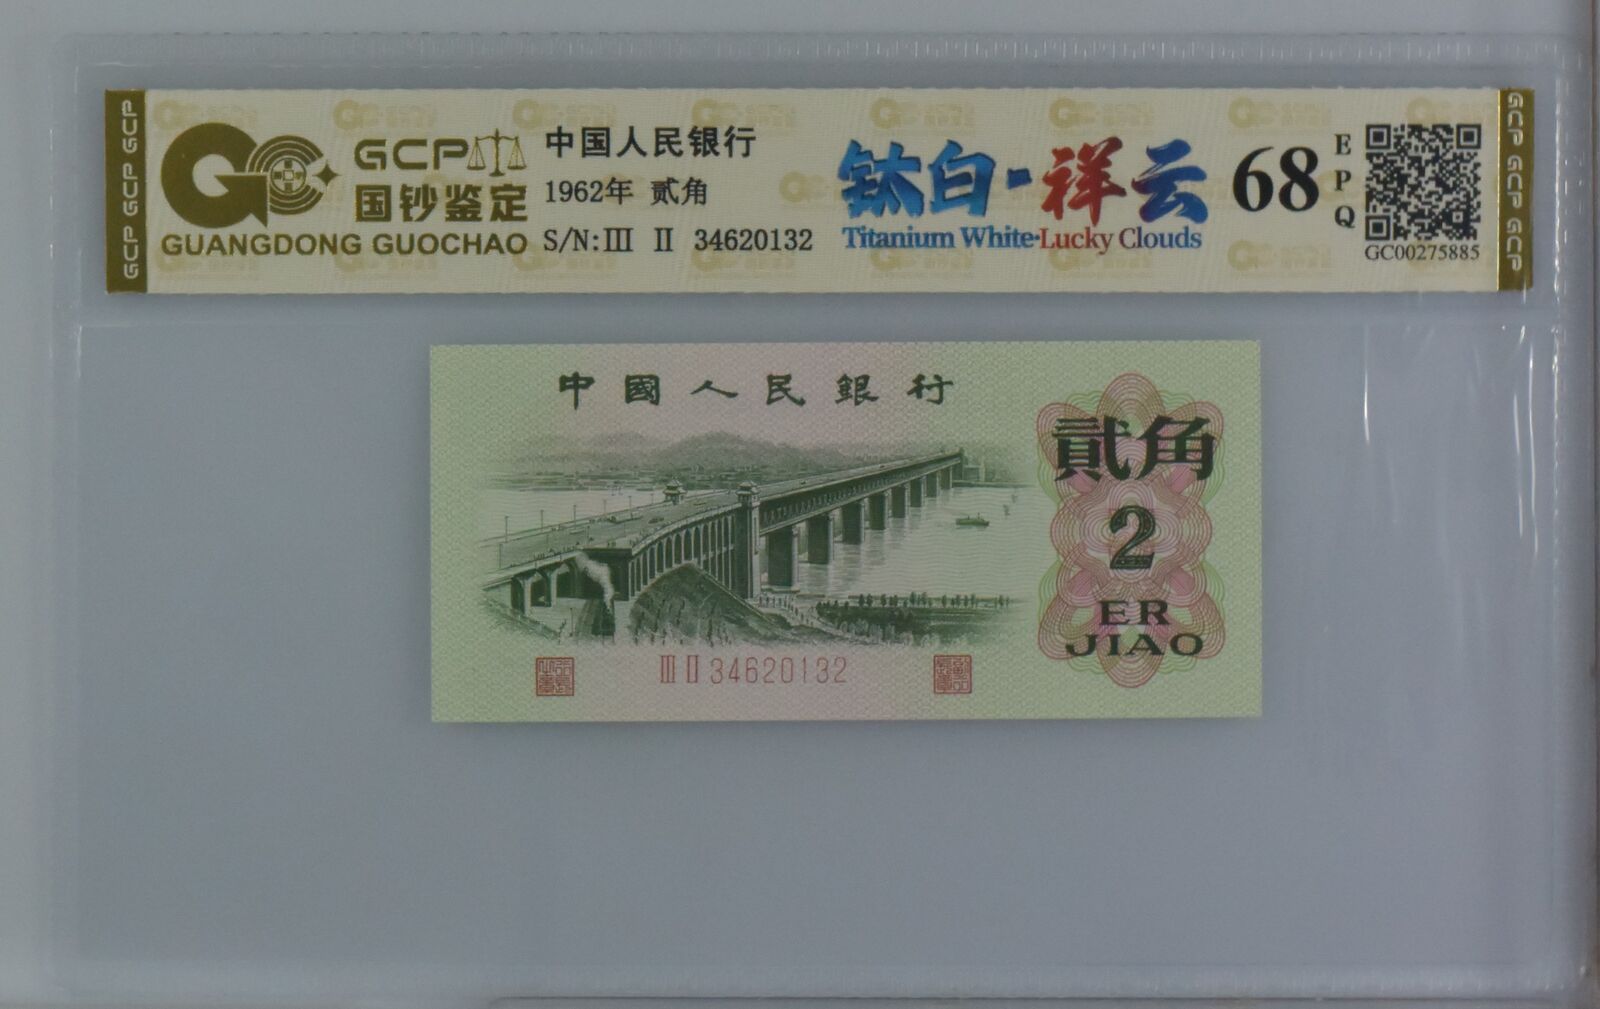 GCP GCP GCP
GCP
国钞鉴定
GUANGDONG GUOCHAO
中国人民银行
1962年 贰角
S/N:III II 34620132
钛白-祥云
Titanium White-Lucky Clouds
68
EPQ
GC00275885
GCP GCP GCP
中國人民銀行
貳角
2
ER
JIAO
III II 34620132